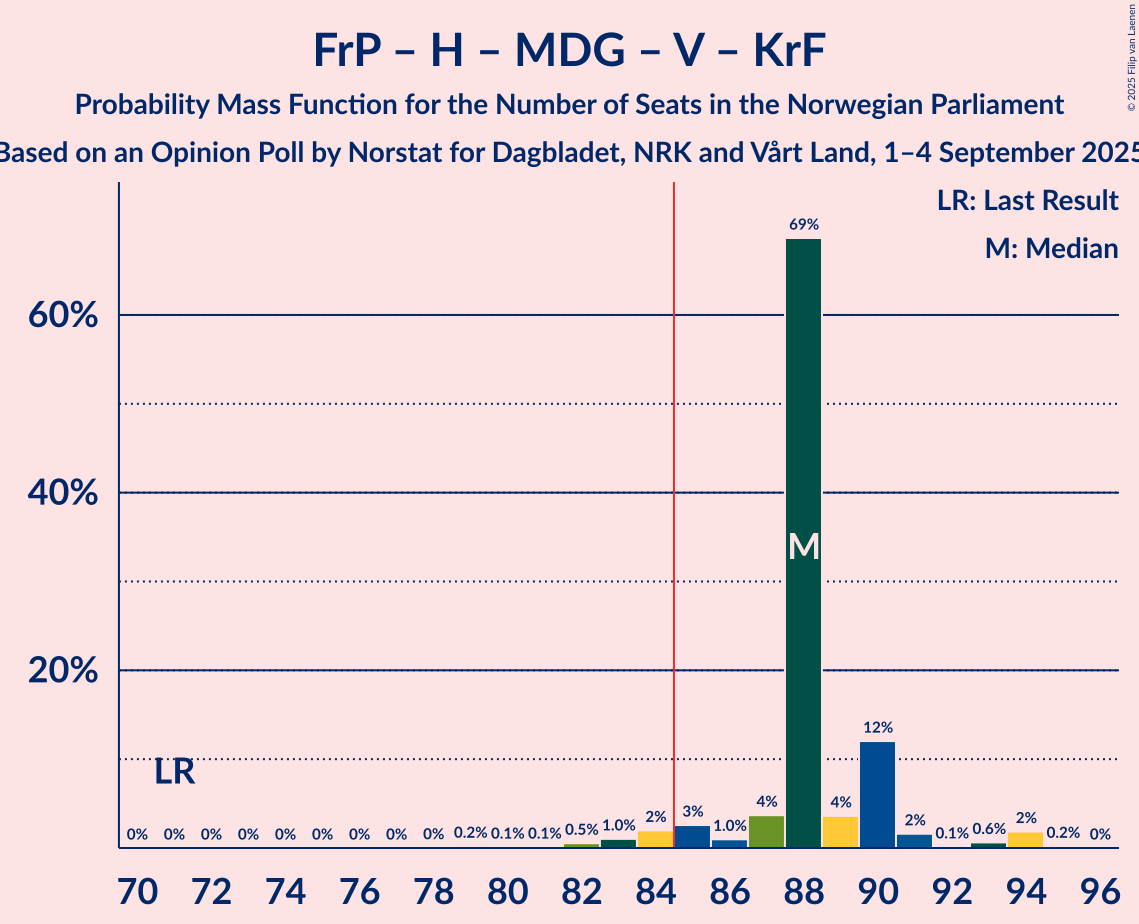 FrP – H – MDG – V – KrF
Probability Mass Function for the Number of Seats in the Norwegian Parliament
Based on an Opinion Poll by Norstat for Dagbladet, NRK and Vårt Land, 1–4 September 2025
© 2025 Filip van Laenen
LR: Last Result
M: Median
60%
40%
20%
69%
M
LR
0% 0% 0% 0% 0% 0% 0% 0% 0% 0.2% 0.1% 0.1% 0.5% 1.0% 2% 3% 1.0% 4% 4% 12% 2% 0.1% 0.6% 2% 0.2% 0%
70 72 74 76 78 80 82 84 86 88 90 92 94 96